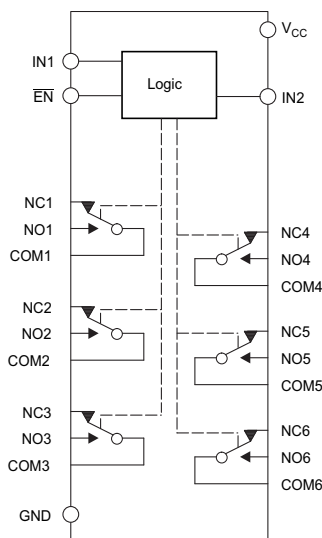 VCC
IN1
Logic
EN
IN2
NC1
NO1
COM1
NC4
NO4
COM4
NC2
NO2
COM2
NC5
NO5
COM5
NC3
NO3
COM3
NC6
NO6
COM6
GND